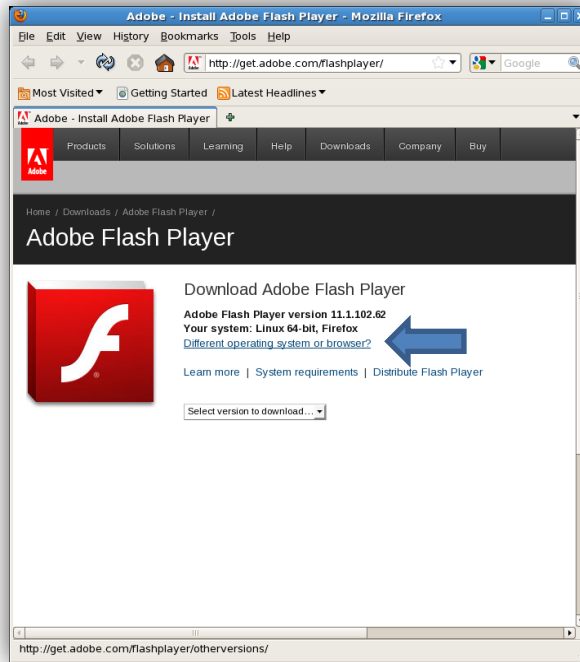 Adobe - Install Adobe Flash Player - Mozilla Firefox
File Edit View History Bookmarks Tools Help
http://get.adobe.com/flashplayer/ Google
Most Visited Getting Started Latest Headlines
Adobe - Install Adobe Flash Player
Products Solutions Learning Help Downloads Company Buy
Adobe
Home / Downloads / Adobe Flash Player /
Adobe Flash Player
Download Adobe Flash Player
Adobe Flash Player version 11.1.102.62
Your system: Linux 64-bit, Firefox
Different operating system or browser?
Learn more | System requirements | Distribute Flash Player
Select version to download...
http://get.adobe.com/flashplayer/otherversions/